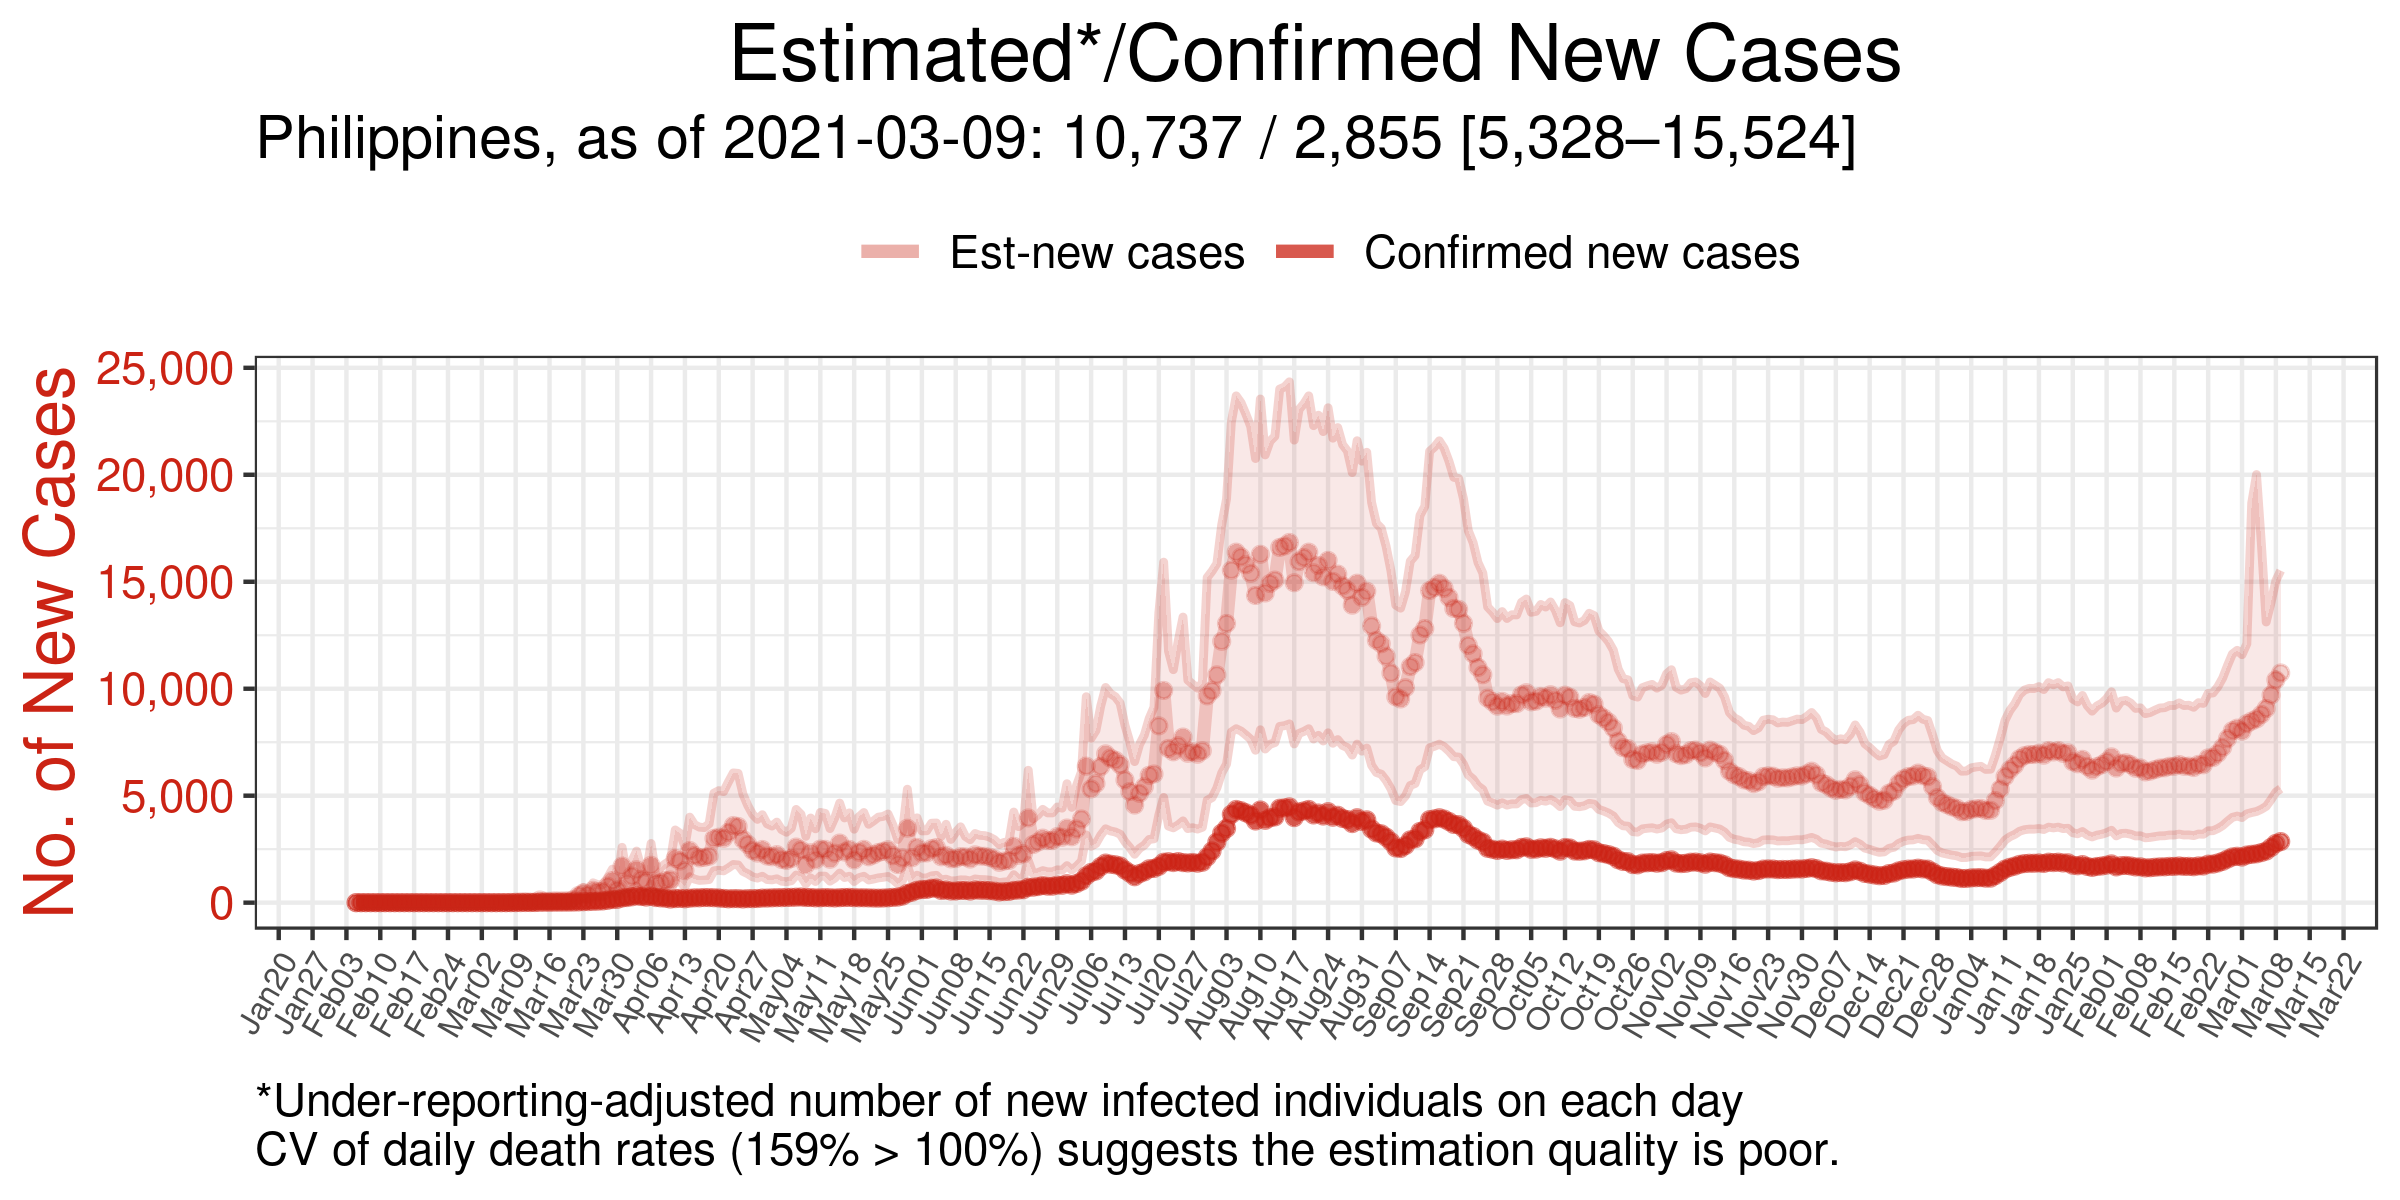 Estimated*/Confirmed New Cases
Philippines, as of 2021-03-09: 10,737 / 2,855 [5,328–15,524]
Est-new cases
Confirmed new cases
No. of New Cases
25,000
20,000
15,000
10,000
5,000
0
Jan20
Jan27
Feb03
Feb10
Feb17
Feb24
Mar02
Mar09
Mar16
Mar23
Mar30
Apr06
Apr13
Apr20
Apr27
May04
May11
May18
May25
Jun01
Jun08
Jun15
Jun22
Jun29
Jul06
Jul13
Jul20
Jul27
Aug03
Aug10
Aug17
Aug24
Aug31
Sep07
Sep14
Sep21
Sep28
Oct05
Oct12
Oct19
Oct26
Nov02
Nov09
Nov16
Nov23
Nov30
Dec07
Dec14
Dec21
Dec28
Jan04
Jan11
Jan18
Jan25
Feb01
Feb08
Feb15
Feb22
Mar01
Mar08
Mar15
Mar22
*Under-reporting-adjusted number of new infected individuals on each day
CV of daily death rates (159% > 100%) suggests the estimation quality is poor.